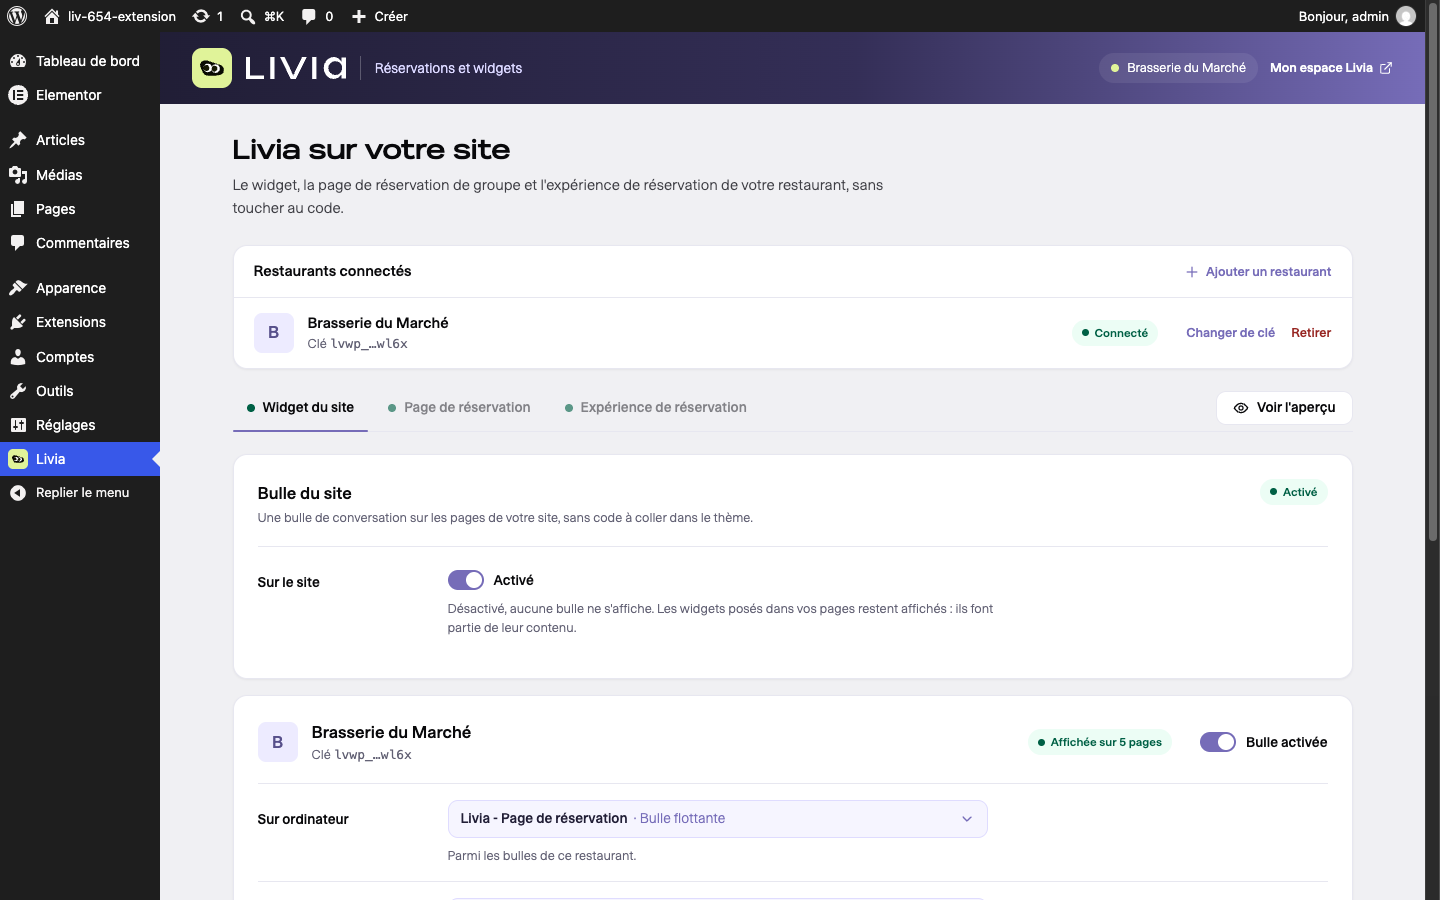 liv-654-extension 1 ⌘K 0 Créer Bonjour, admin
Tableau de bord
Elementor
Articles
Médias
Pages
Commentaires
Apparence
Extensions
Comptes
Outils
Réglages
Livia
Replier le menu
LIVIA Réservations et widgets Brasserie du Marché Mon espace Livia
Livia sur votre site
Le widget, la page de réservation de groupe et l'expérience de réservation de votre restaurant, sans
toucher au code.
Restaurants connectés Ajouter un restaurant
B Brasserie du Marché
Clé lvwp_…wl6x Connecté Changer de clé Retirer
Widget du site Page de réservation Expérience de réservation Voir l'aperçu
Bulle du site Activé
Une bulle de conversation sur les pages de votre site, sans code à coller dans le thème.
Sur le site Activé
Désactivé, aucune bulle ne s'affiche. Les widgets posés dans vos pages restent affichés : ils font
partie de leur contenu.
B Brasserie du Marché
Clé lvwp_…wl6x Affichée sur 5 pages Bulle activée
Sur ordinateur Livia - Page de réservation · Bulle flottante
Parmi les bulles de ce restaurant.